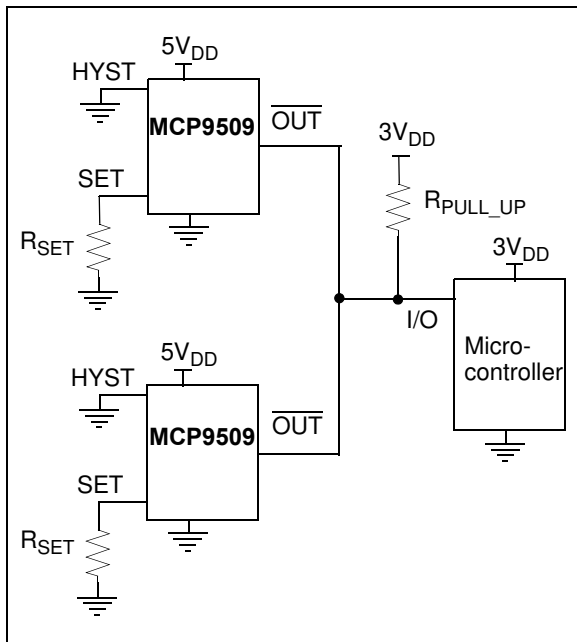 5VDD
HYST
MCP9509
OUT
SET
RSET
3VDD
RPULL_UP
3VDD
I/O
Micro-
controller
5VDD
HYST
MCP9509
OUT
SET
RSET